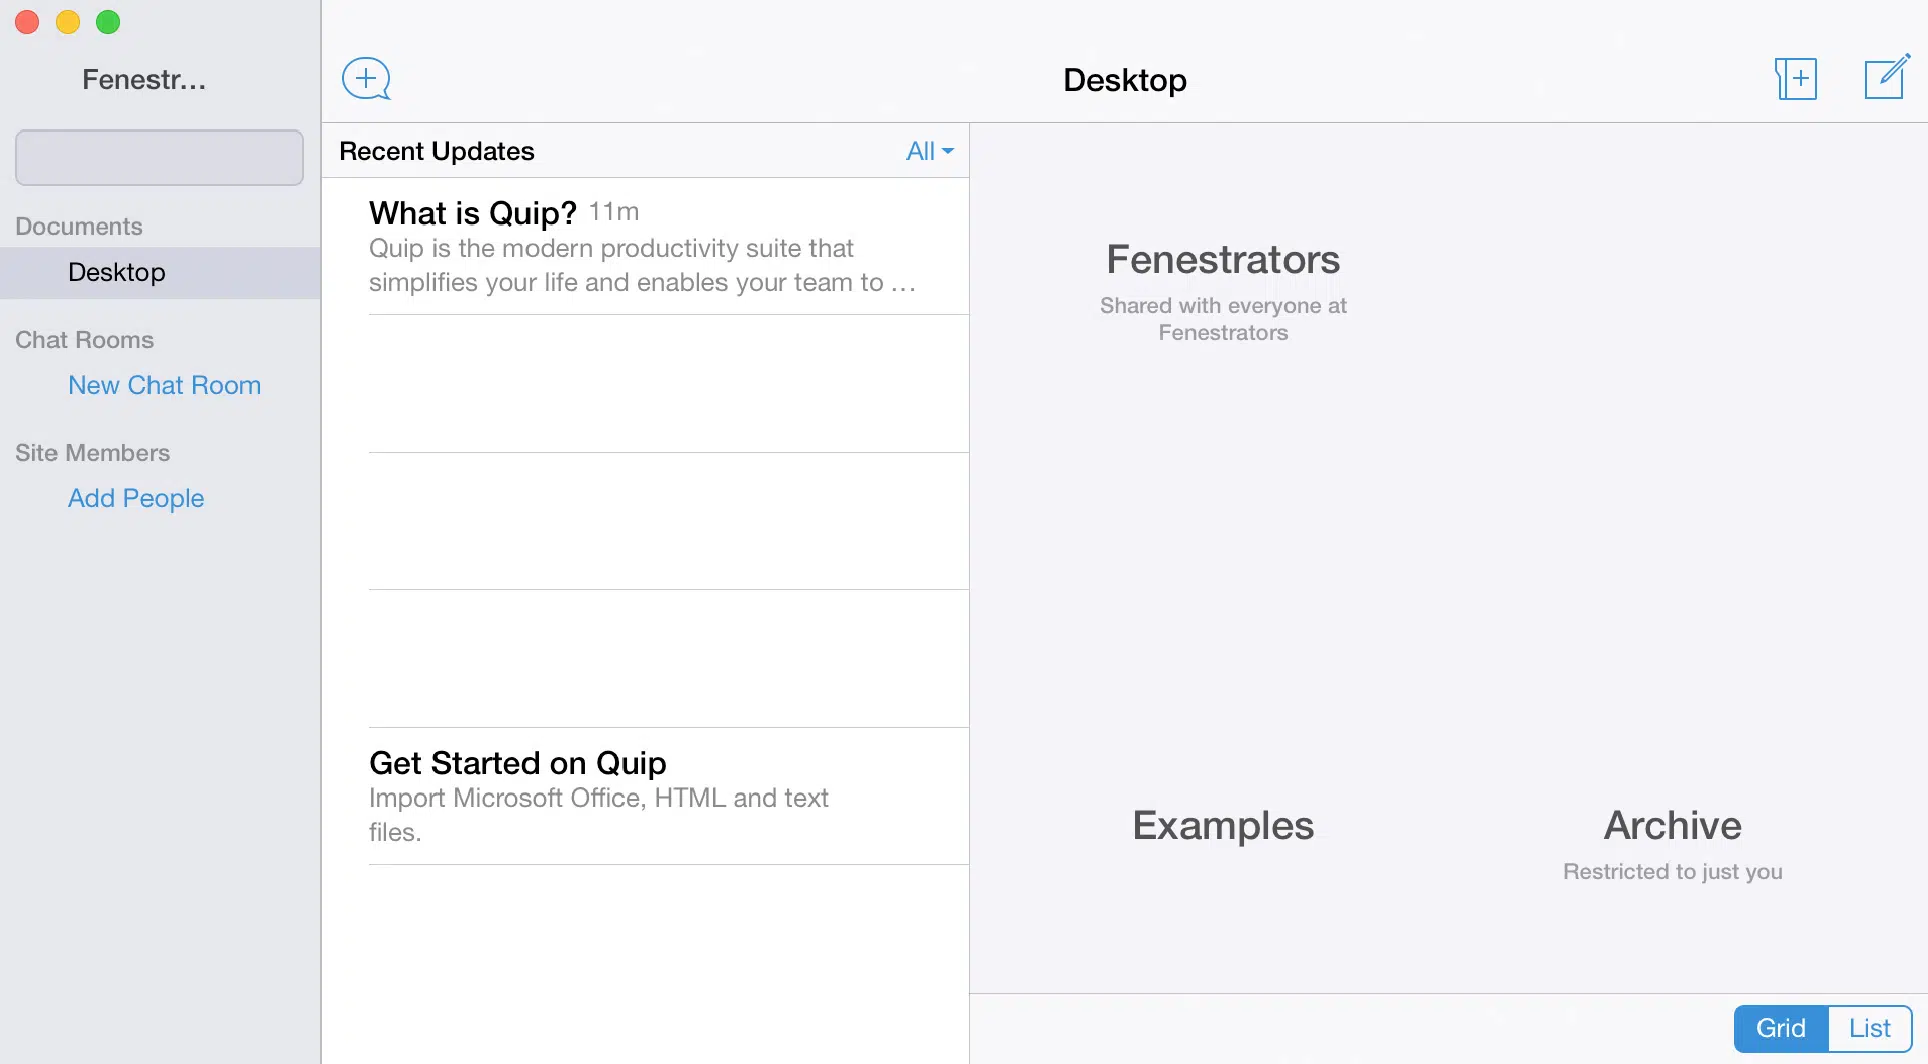 Fenestr...
Desktop
Recent Updates
All
Documents
Desktop
Chat Rooms
New Chat Room
Site Members
Add People
What is Quip? 11m
Quip is the modern productivity suite that
simplifies your life and enables your team to ...
Get Started on Quip
Import Microsoft Office, HTML and text
files.
Fenestrators
Shared with everyone at
Fenestrators
Examples
Archive
Restricted to just you
Grid
List